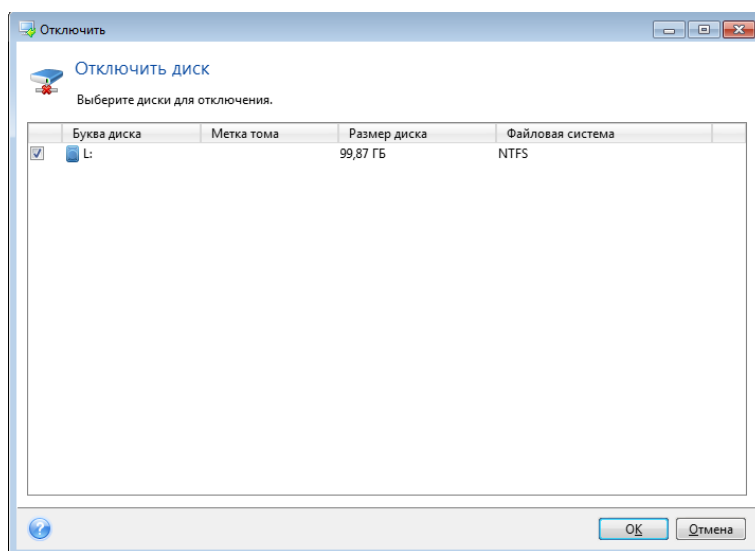 Отключить
Отключить диск
Выберите диски для отключения.
Буква диска Метка тома Размер диска Файловая система
L: 99,87 ГБ NTFS
OK Отмена